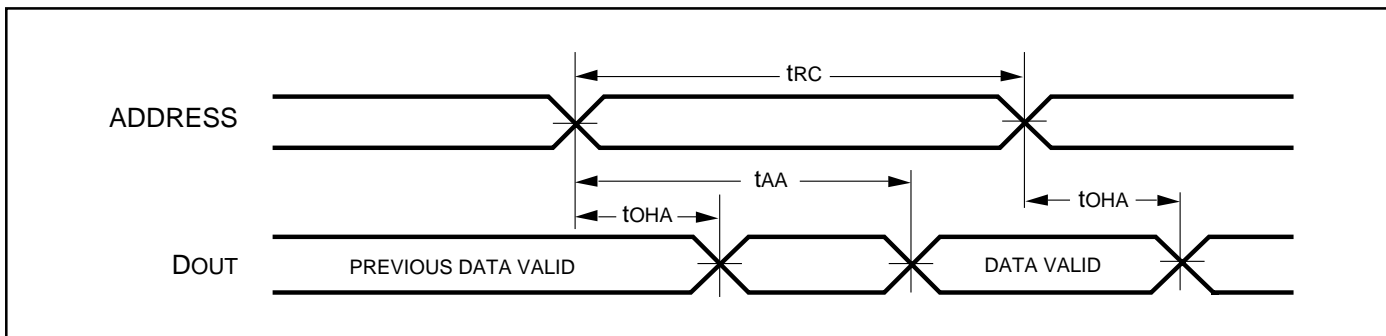 tRC
ADDRESS
tAA
tOHA
tOHA
DOUT
PREVIOUS DATA VALID
DATA VALID